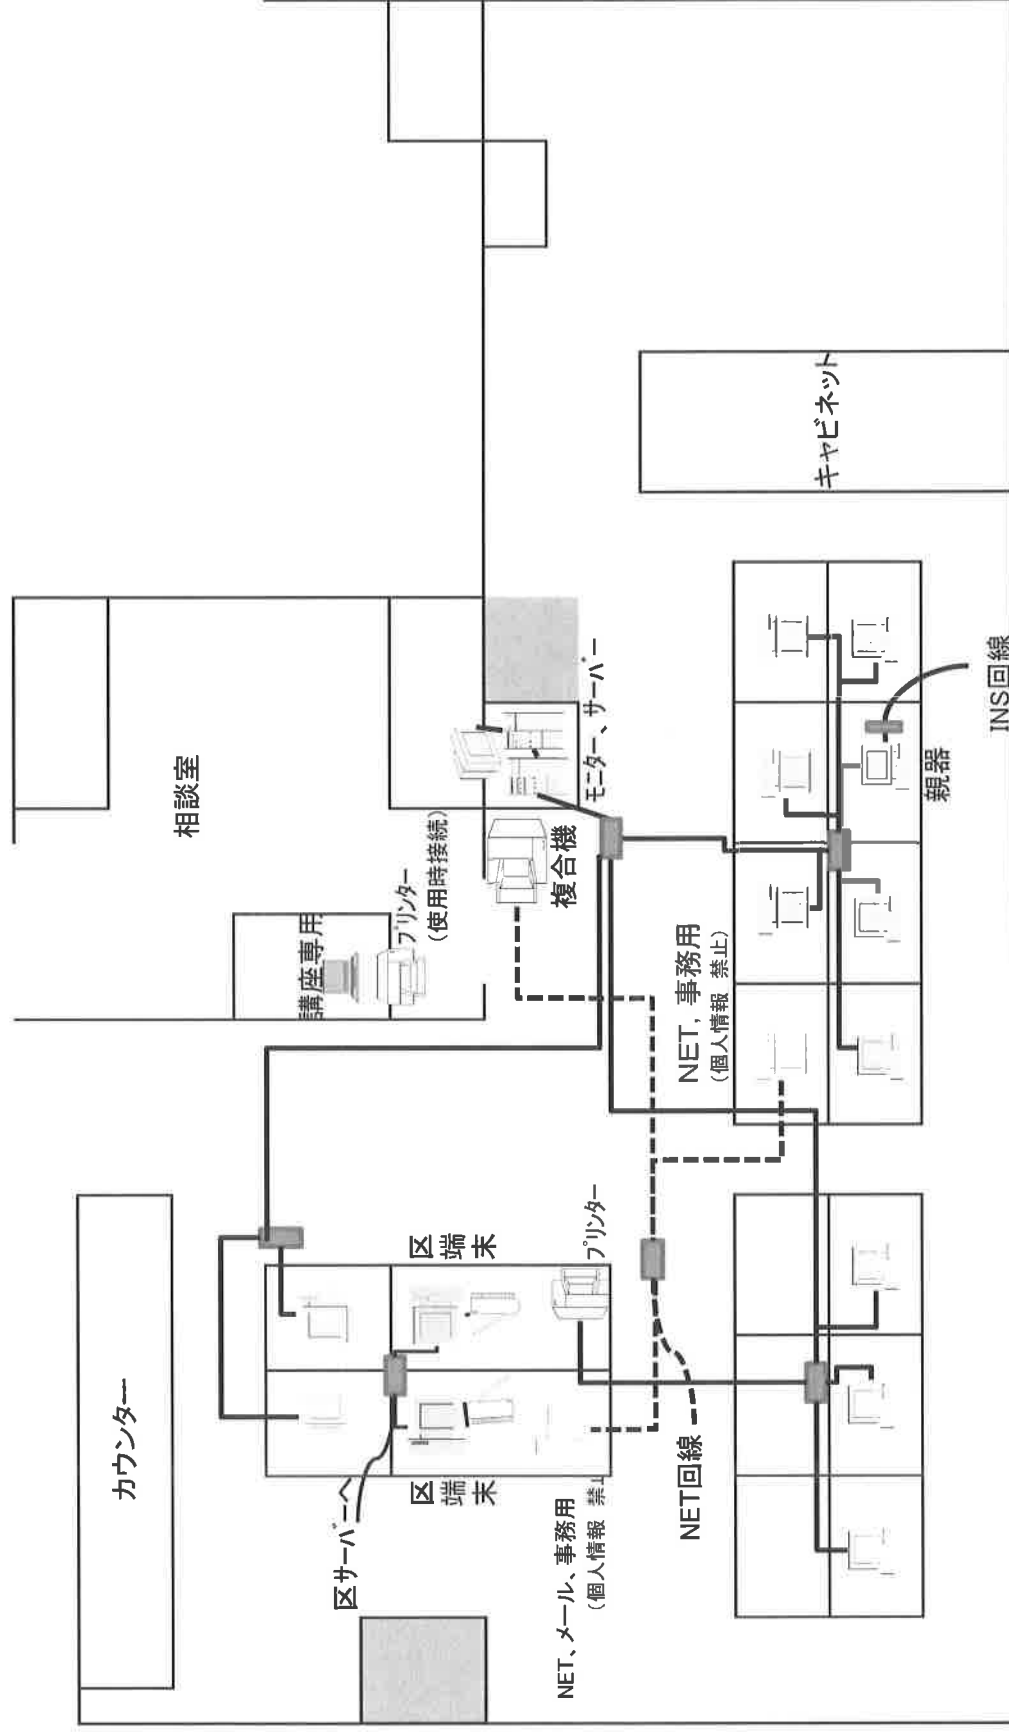 カウンター
相談室
講座専用
プリンター
(使用時接続)
複合機
モニター、サーバー
キャビネット
区サーバーへ
区
端
末
区
端
末
プリンター
NET、メール、事務用
(個人情報 禁止
NET回線
NET，事務用
(個人情報 禁止)
親器
INS回線